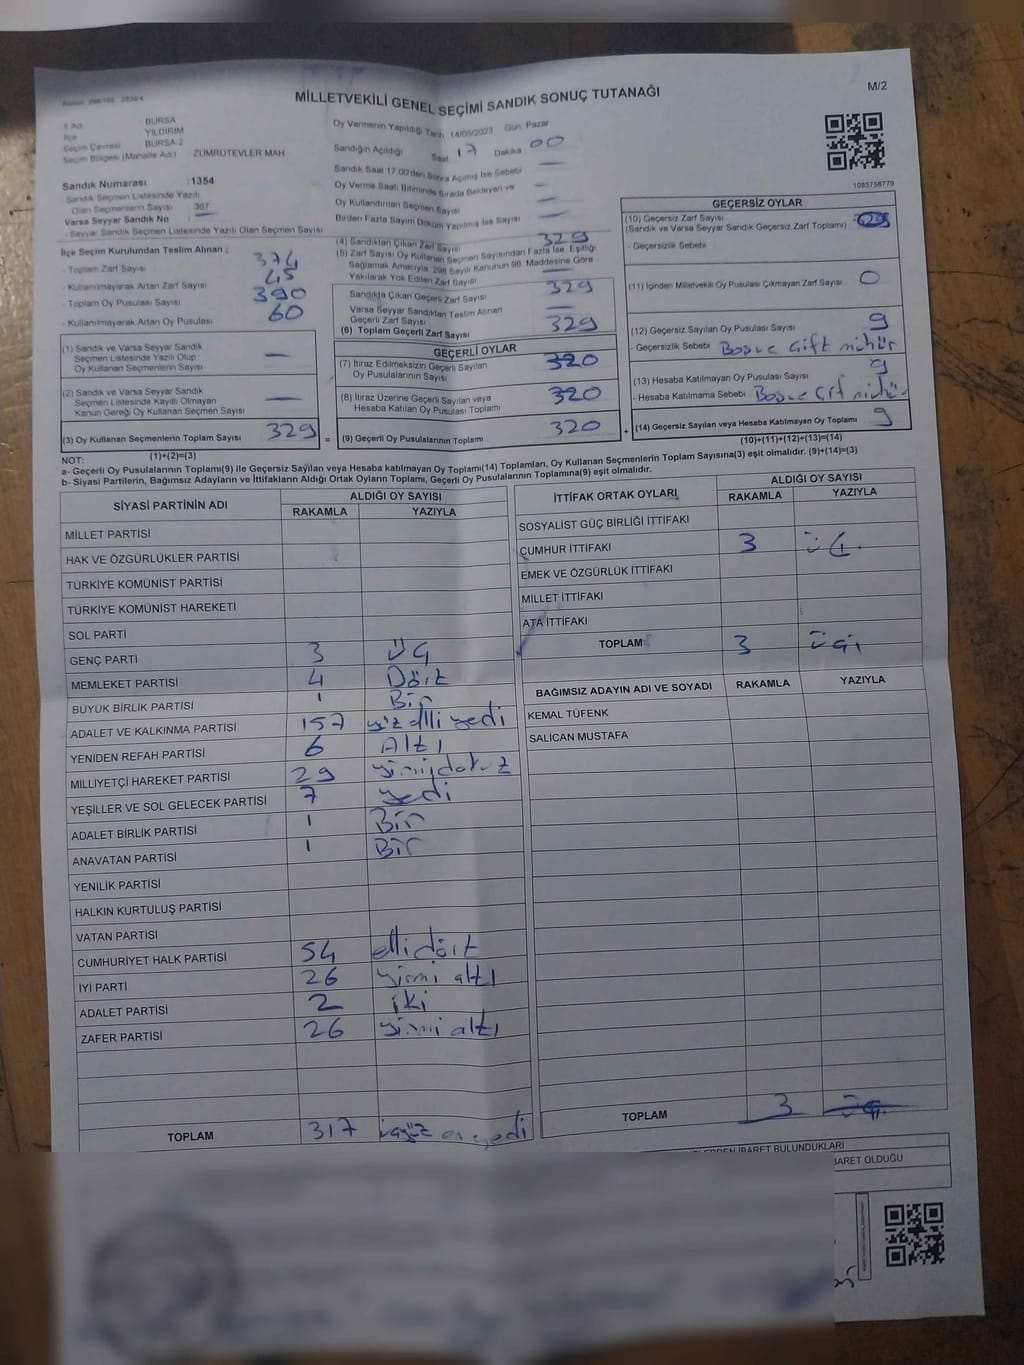 MİLLETVEKİLİ GENEL SEÇİMİ SANDIK SONUÇ TUTANAĞI
M/2
İl Adı BURSA
İlçe YILDIRIM
Seçim Çevresi BURSA-2
Seçim Bölgesi (Mahalle Adı) ZÜMRÜTEVLER MAH
Sandık Numarası : 1354
Sandık Seçmen Listesinde Yazılı
Olan Seçmenlerin Sayısı 367
Varsa Seyyar Sandık No
- Seyyar Sandık Seçmen Listesinde Yazılı Olan Seçmen Sayısı
Oy Vermenin Yapıldığı Tarih 14/05/2023 Gün Pazar
Sandığın Açıldığı Saat 17 Dakika 00
Sandık Saat 17:00'den Sonra Açılmış İse Sebebi —
Oy Verme Saati Bitiminde Sırada Bekleyen ve
Oy Kullandırılan Seçmen Sayısı —
Birden Fazla Sayım Döküm Yapılmış İse Sayısı —
1083758779
İlçe Seçim Kurulundan Teslim Alınan ;
- Toplam Zarf Sayısı 374
- Kullanılmayarak Artan Zarf Sayısı 45
- Toplam Oy Pusulası Sayısı 390
- Kullanılmayarak Artan Oy Pusulası 60
(1) Sandık ve Varsa Seyyar Sandık
Seçmen Listesinde Yazılı Olup
Oy Kullanan Seçmenlerin Sayısı —
(2) Sandık ve Varsa Seyyar Sandık
Seçmen Listesinde Kayıtlı Olmayan
Kanun Gereği Oy Kullanan Seçmen Sayısı —
(3) Oy Kullanan Seçmenlerin Toplam Sayısı 329
(1)+(2)=(3)
(4) Sandıktan Çıkan Zarf Sayısı 329
(5) Zarf Sayısı Oy Kullanan Seçmen Sayısından Fazla İse, Eşitliği
Sağlamak Amacıyla, 298 Sayılı Kanunun 98. Maddesine Göre
Yakılarak Yok Edilen Zarf Sayısı —
Sandıkta Çıkan Geçerli Zarf Sayısı 329
Varsa Seyyar Sandıktan Teslim Alınan
Geçerli Zarf Sayısı —
(6) Toplam Geçerli Zarf Sayısı 329
GEÇERLİ OYLAR
(7) İtiraz Edilmeksizin Geçerli Sayılan
Oy Pusulalarının Sayısı 320
(8) İtiraz Üzerine Geçerli Sayılan veya
Hesaba Katılan Oy Pusulası Toplamı 320
= (9) Geçerli Oy Pusulalarının Toplamı 320 +
GEÇERSİZ OYLAR
(10) Geçersiz Zarf Sayısı
(Sandık ve Varsa Seyyar Sandık Geçersiz Zarf Toplamı)
- Geçersizlik Sebebi
(11) İçinden Milletvekili Oy Pusulası Çıkmayan Zarf Sayısı 0
(12) Geçersiz Sayılan Oy Pusulası Sayısı 9
- Geçersizlik Sebebi
(13) Hesaba Katılmayan Oy Pusulası Sayısı 9
- Hesaba Katılmama Sebebi
(14) Geçersiz Sayılan veya Hesaba Katılmayan Oy Toplamı 9
(10)+(11)+(12)+(13)=(14)
NOT:
a- Geçerli Oy Pusulalarının Toplamı(9) ile Geçersiz Sayılan veya Hesaba katılmayan Oy Toplamı(14) Toplamları, Oy Kullanan Seçmenlerin Toplam Sayısına(3) eşit olmalıdır. (9)+(14)=(3)
b- Siyasi Partilerin, Bağımsız Adayların ve İttifakların Aldığı Ortak Oyların Toplamı, Geçerli Oy Pusulalarının Toplamına(9) eşit olmalıdır.
SİYASİ PARTİNİN ADI ALDIĞI OY SAYISI
RAKAMLA YAZIYLA
MİLLET PARTİSİ
HAK VE ÖZGÜRLÜKLER PARTİSİ
TÜRKİYE KOMÜNİST PARTİSİ
TÜRKİYE KOMÜNİST HAREKETİ
SOL PARTİ
GENÇ PARTİ 3 Üç
MEMLEKET PARTİSİ 4 Dört
BÜYÜK BİRLİK PARTİSİ 1 Bir
ADALET VE KALKINMA PARTİSİ 157 yüz elli yedi
YENİDEN REFAH PARTİSİ 6 Altı
MİLLİYETÇİ HAREKET PARTİSİ 29 yirmidokuz
YEŞİLLER VE SOL GELECEK PARTİSİ 7 yedi
ADALET BİRLİK PARTİSİ 1 Bir
ANAVATAN PARTİSİ 1 Bir
YENİLİK PARTİSİ
HALKIN KURTULUŞ PARTİSİ
VATAN PARTİSİ
CUMHURİYET HALK PARTİSİ 54 elli dört
İYİ PARTİ 26 yirmi altı
ADALET PARTİSİ 2 iki
ZAFER PARTİSİ 26 yirmi altı
TOPLAM 317
İTTİFAK ORTAK OYLARI ALDIĞI OY SAYISI
RAKAMLA YAZIYLA
SOSYALİST GÜÇ BİRLİĞİ İTTİFAKI
CUMHUR İTTİFAKI 3 üç.
EMEK VE ÖZGÜRLÜK İTTİFAKI
MİLLET İTTİFAKI
ATA İTTİFAKI
TOPLAM 3 üç
BAĞIMSIZ ADAYIN ADI VE SOYADI RAKAMLA YAZIYLA
KEMAL TÜFENK
SALİCAN MUSTAFA
TOPLAM 3 üç.
İBARET BULUNDUKLARI
BARET OLDUĞU